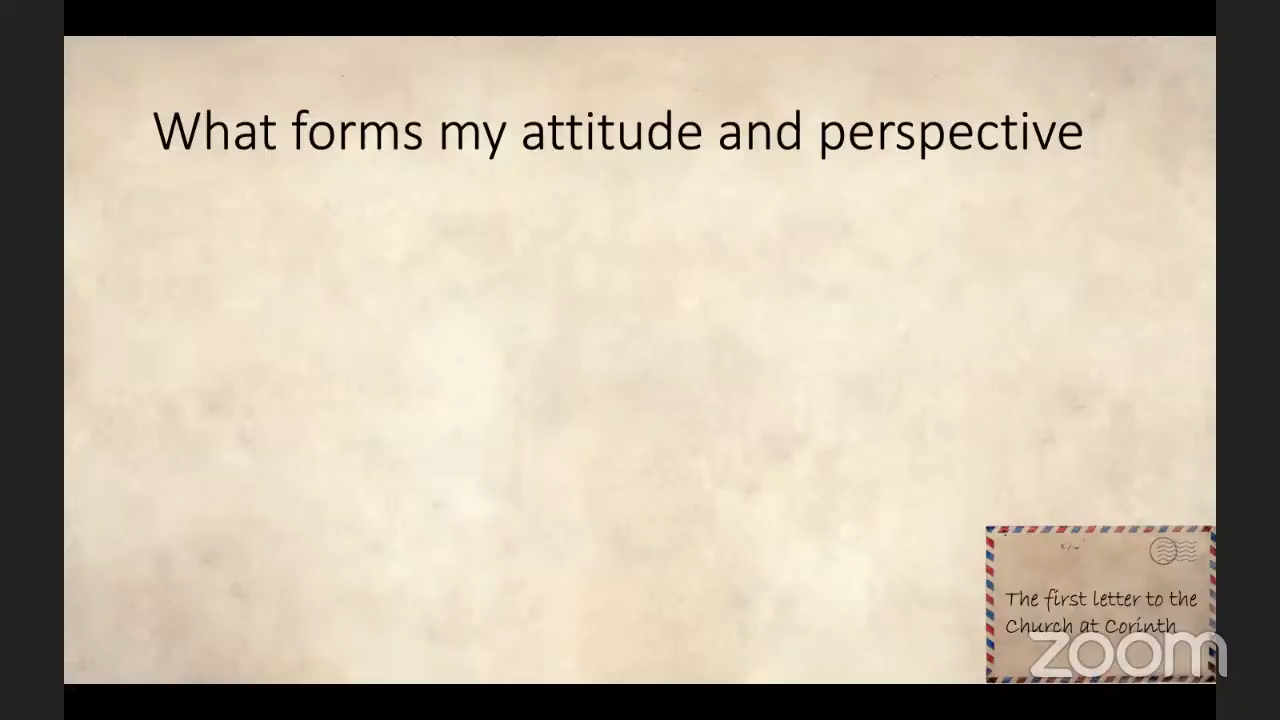 What forms my attitude and perspective
The first letter to the
Church at Corinth
zoom